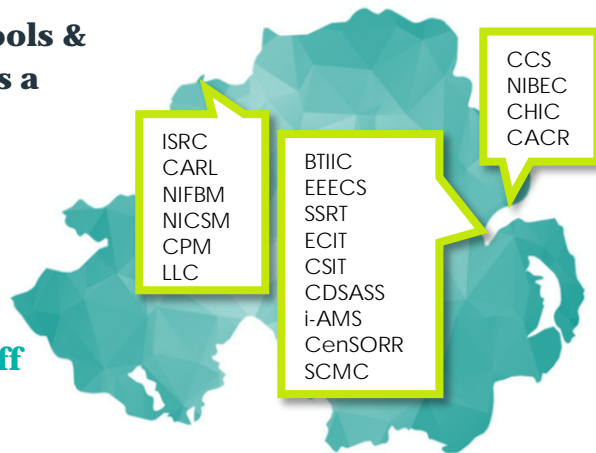 ools &
s a
ff
ISRC
CARL
NIFBM
NICSM
CPM
LLC
BTIIC
EEECS
SSRT
ECIT
CSIT
CDSASS
i-AMS
CenSORR
SCMC
CCS
NIBEC
CHIC
CACR